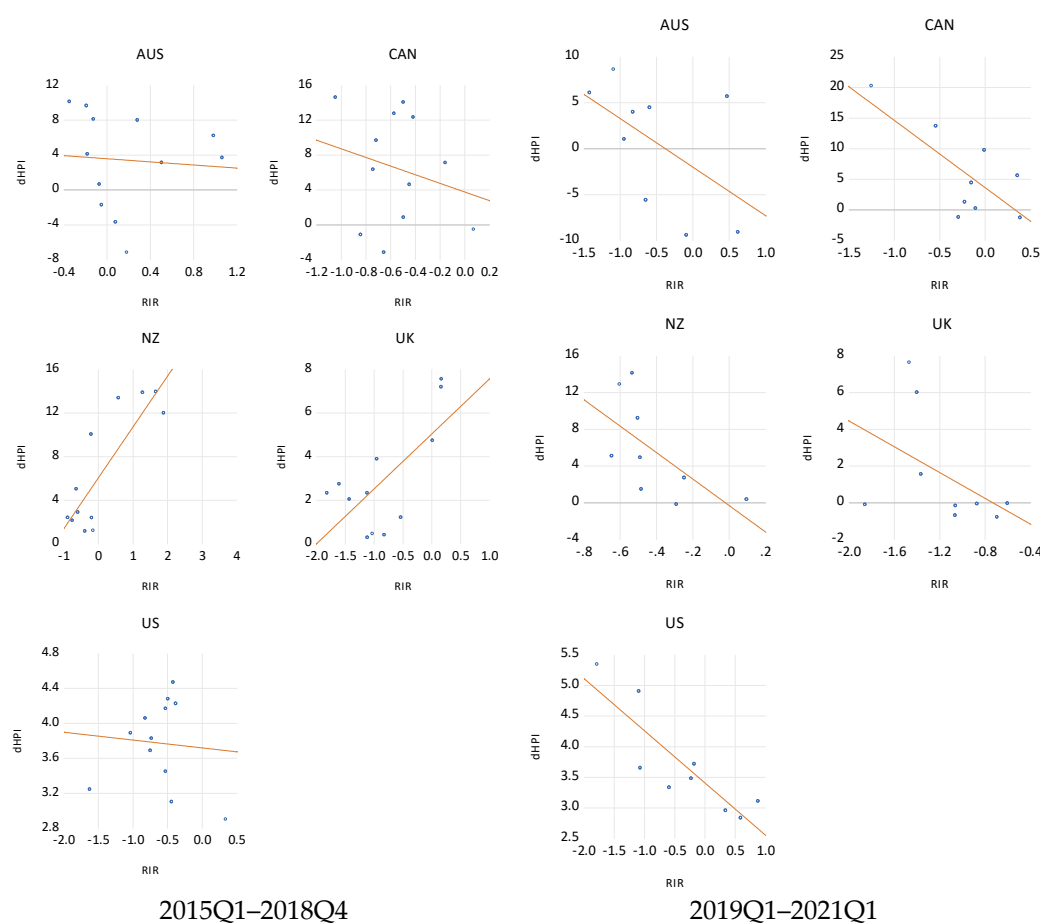 AUS
12
8
4
0
-4
-8
dHPI
-0.4 0.0 0.4 0.8 1.2
RIR
CAN
16
12
8
4
0
-4
dHPI
-1.2 -1.0 -0.8 -0.6 -0.4 -0.2 0.0 0.2
RIR
AUS
10
5
0
-5
-10
dHPI
-1.5 -1.0 -0.5 0.0 0.5 1.0
RIR
CAN
25
20
15
10
5
0
-5
dHPI
-1.5 -1.0 -0.5 0.0 0.5
RIR
NZ
16
12
8
4
0
dHPI
-1 0 1 2 3 4
RIR
UK
8
6
4
2
0
dHPI
-2.0 -1.5 -1.0 -0.5 0.0 0.5 1.0
RIR
NZ
16
12
8
4
0
-4
dHPI
-.8 -.6 -.4 -.2 .0 .2
RIR
UK
8
6
4
2
0
-2
dHPI
-2.0 -1.6 -1.2 -0.8 -0.4
RIR
US
4.8
4.4
4.0
3.6
3.2
2.8
dHPI
-2.0 -1.5 -1.0 -0.5 0.0 0.5
RIR
US
5.5
5.0
4.5
4.0
3.5
3.0
2.5
dHPI
-2.0 -1.5 -1.0 -0.5 0.0 0.5 1.0
RIR
2015Q1–2018Q4
2019Q1–2021Q1